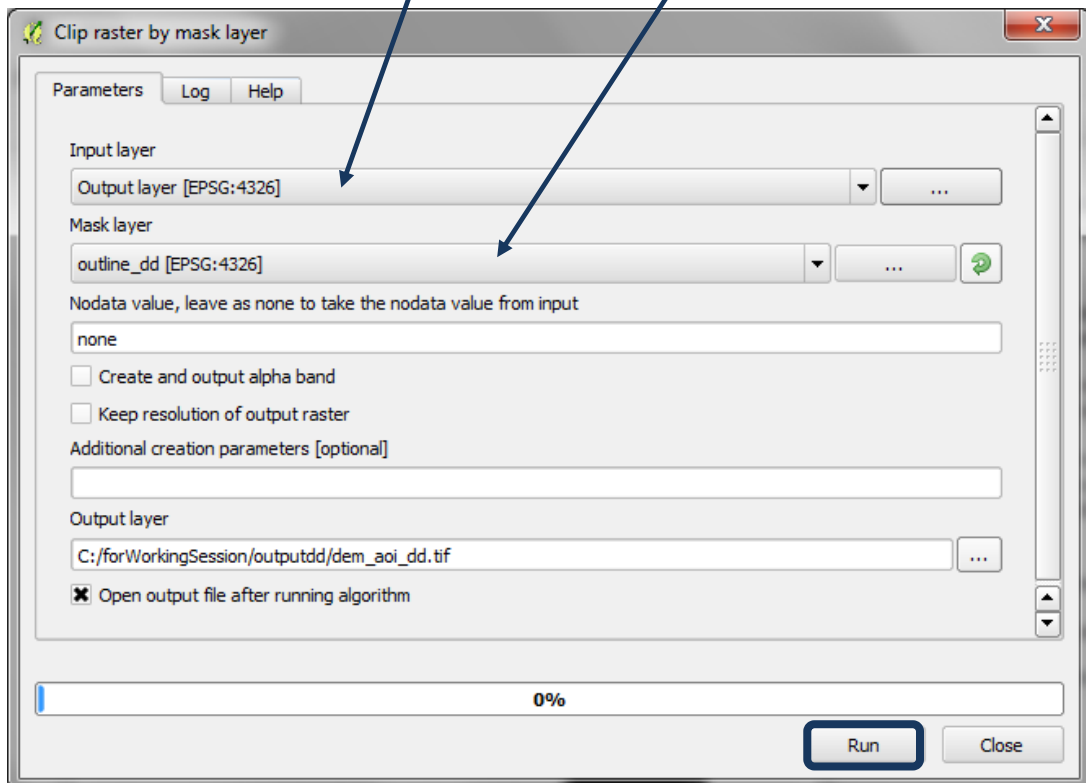 Clip raster by mask layer
Parameters Log Help
Input layer
Output layer [EPSG:4326] ...
Mask layer
outline_dd [EPSG:4326] ...
Nodata value, leave as none to take the nodata value from input
none
Create and output alpha band
Keep resolution of output raster
Additional creation parameters [optional]
Output layer
C:/forWorkingSession/outputdd/dem_aoi_dd.tif ...
Open output file after running algorithm
0%
Run Close